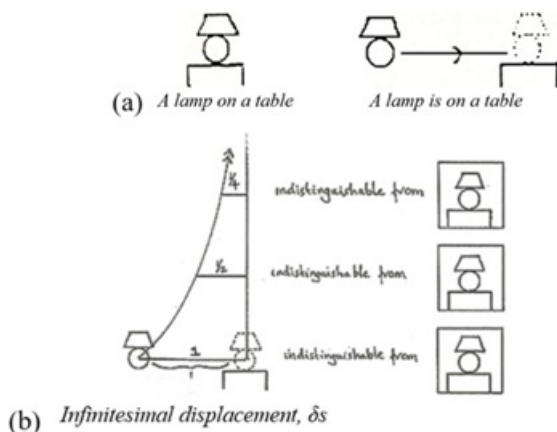 (a) A lamp on a table
A lamp is on a table
1/4
indistinguishable from
1/2
indistinguishable from
1
indistinguishable from
(b) Infinitesimal displacement, δs